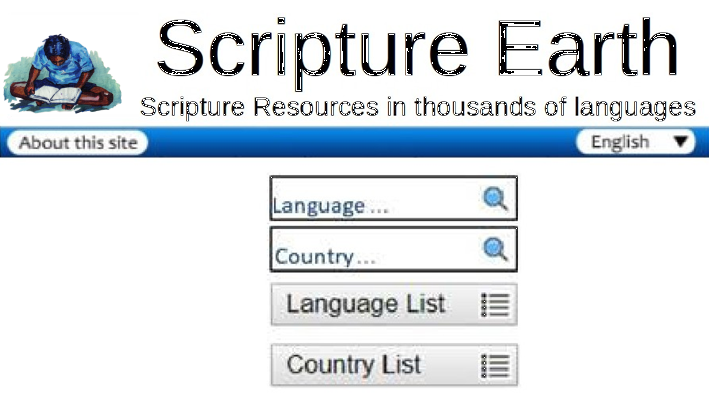 Scripture Earth
Scripture Resources in thousands of languages
About this site
English
Language ...
Country...
Language List
Country List